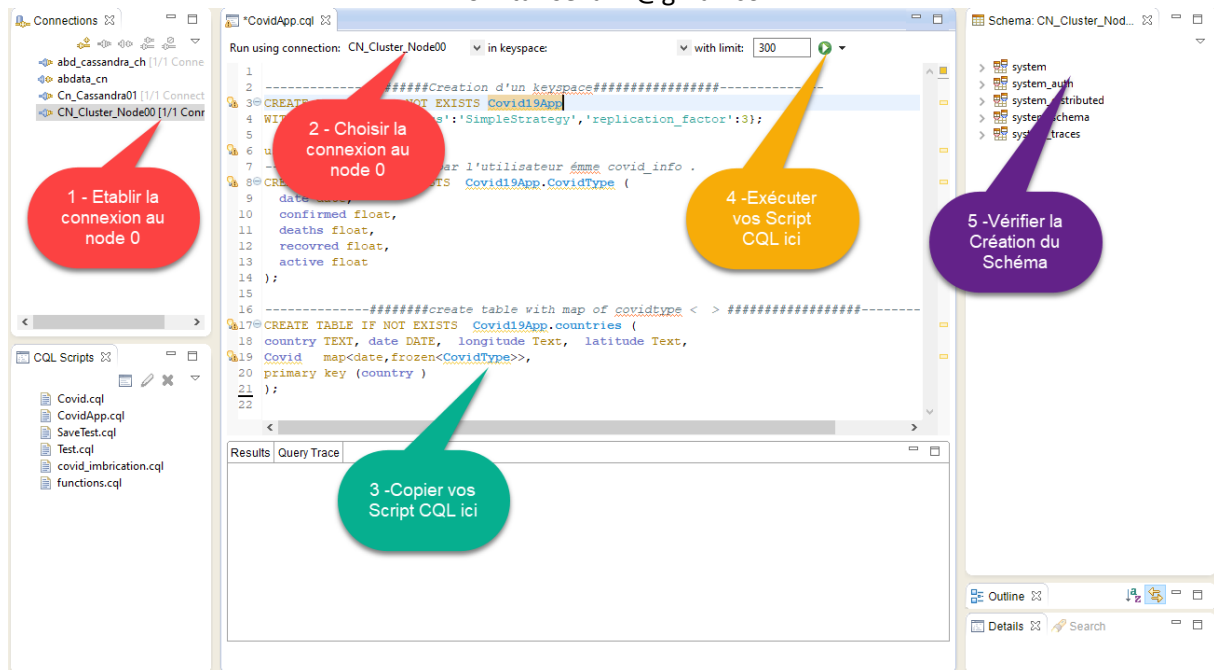 Connections
abd_cassandra_ch [1/1 Conne
abdata_cn
Cn_Cassandra01 [1/1 Connect
CN_Cluster_Node00 [1/1 Conr
1 - Etablir la
connexion au
node 0
CQL Scripts
Covid.cql
CovidApp.cql
SaveTest.cql
Test.cql
covid_imbrication.cql
functions.cql
*CovidApp.cql
Run using connection: CN_Cluster_Node00 in keyspace: with limit: 300
1
2 ######Creation d'un keyspace#################--------------
3 CREATE NOT EXISTS Covid19App
4 WITH ':'SimpleStrategy','replication_factor':3};
5
6 u
7 ar l'utilisateur émme covid_info .
8 CRE TS Covid19App.CovidType (
9 date date,
10 confirmed float,
11 deaths float,
12 recovred float,
13 active float
14 );
15
16 --------------########create table with map of covidtype < > ##################--------
17 CREATE TABLE IF NOT EXISTS Covid19App.countries (
18 country TEXT, date DATE, longitude Text, latitude Text,
19 Covid map<date,frozen<CovidType>>,
20 primary key (country )
21 );
22
2 - Choisir la
connexion au
node 0
4 -Exécuter
vos Script
CQL ici
3 -Copier vos
Script CQL ici
Results Query Trace
Schema: CN_Cluster_Nod...
system
system_auth
system_distributed
system_schema
system_traces
5 -Vérifier la
Création du
Schéma
Outline
Details Search